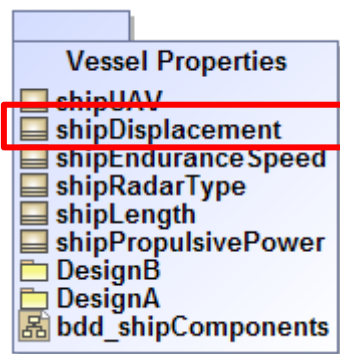 Vessel Properties
shipUAV
shipDisplacement
shipEnduranceSpeed
shipRadarType
shipLength
shipPropulsivePower
DesignB
DesignA
bdd_shipComponents